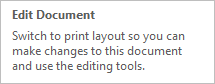 Edit Document
Switch to print layout so you can
make changes to this document
and use the editing tools.